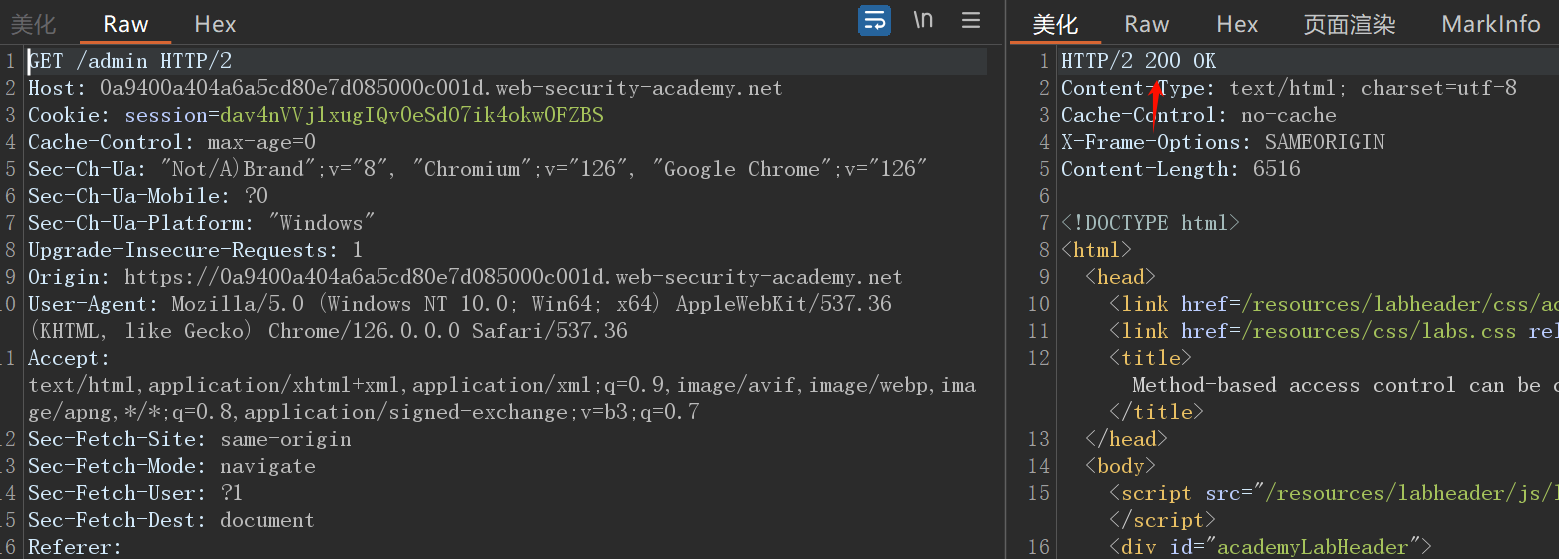 美化 Raw Hex \n
1 GET /admin HTTP/2
2 Host: 0a9400a404a6a5cd80e7d085000c001d.web-security-academy.net
3 Cookie: session=dav4nVVjlxugIQvOeSdO7ik4okwOFZBS
4 Cache-Control: max-age=0
5 Sec-Ch-Ua: "Not/A)Brand";v="8", "Chromium";v="126", "Google Chrome";v="126"
6 Sec-Ch-Ua-Mobile: ?0
7 Sec-Ch-Ua-Platform: "Windows"
8 Upgrade-Insecure-Requests: 1
9 Origin: https://0a9400a404a6a5cd80e7d085000c001d.web-security-academy.net
10 User-Agent: Mozilla/5.0 (Windows NT 10.0; Win64; x64) AppleWebKit/537.36
(KHTML, like Gecko) Chrome/126.0.0.0 Safari/537.36
11 Accept:
text/html,application/xhtml+xml,application/xml;q=0.9,image/avif,image/webp,ima
ge/apng,*/*;q=0.8,application/signed-exchange;v=b3;q=0.7
12 Sec-Fetch-Site: same-origin
13 Sec-Fetch-Mode: navigate
14 Sec-Fetch-User: ?1
15 Sec-Fetch-Dest: document
16 Referer:
美化 Raw Hex 页面渲染 MarkInfo
1 HTTP/2 200 OK
2 Content-Type: text/html; charset=utf-8
3 Cache-Control: no-cache
4 X-Frame-Options: SAMEORIGIN
5 Content-Length: 6516
6
7 <!DOCTYPE html>
8 <html>
9 <head>
10 <link href=/resources/labheader/css/ac
11 <link href=/resources/css/labs.css rel
12 <title>
Method-based access control can be c
</title>
13 </head>
14 <body>
15 <script src="/resources/labheader/js/l
</script>
16 <div id="academyLabHeader">